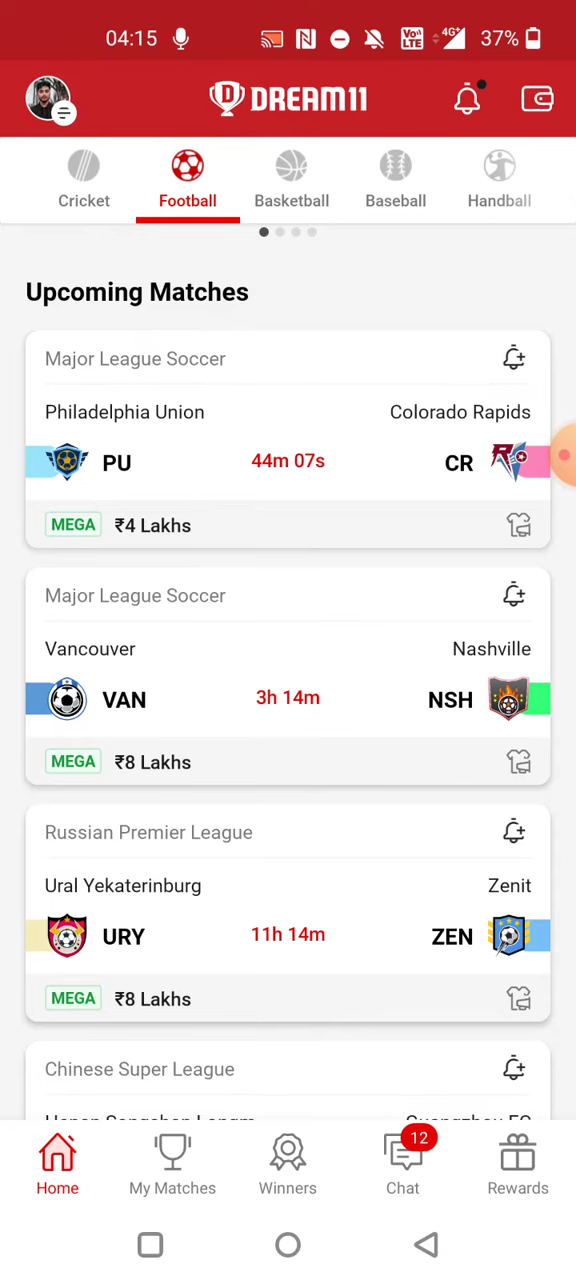 04:15 Vo)) LTE 4G+ 37%
D DREAM11
Cricket Football Basketball Baseball Handball
Upcoming Matches
Major League Soccer
Philadelphia Union Colorado Rapids
PU 44m 07s CR
MEGA ₹4 Lakhs
Major League Soccer
Vancouver Nashville
VAN 3h 14m NSH
MEGA ₹8 Lakhs
Russian Premier League
Ural Yekaterinburg Zenit
URY 11h 14m ZEN
MEGA ₹8 Lakhs
Chinese Super League
12
Home My Matches Winners Chat Rewards